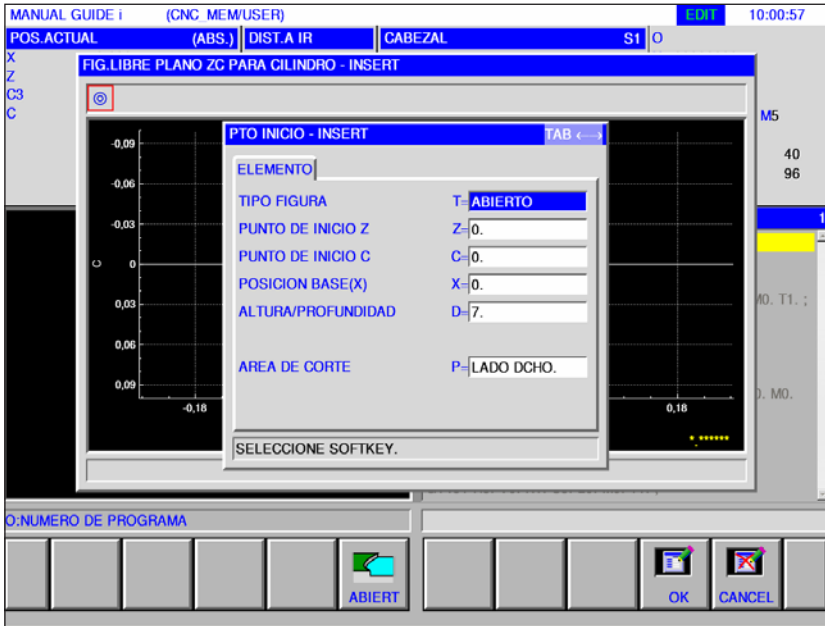 MANUAL GUIDE i (CNC_MEM/USER) EDIT 10:00:57
POS.ACTUAL (ABS.) DIST.A IR CABEZAL S1 O
X
Z
C3
C
M5
40
96
1
M0. T1. ;
0. M0.
FIG.LIBRE PLANO ZC PARA CILINDRO - INSERT
-0,09
-0,06
-0,03
C 0
0,03
0,06
0,09
-0,18 0,18
*.******
PTO INICIO - INSERT TAB
ELEMENTO
TIPO FIGURA T= ABIERTO
PUNTO DE INICIO Z Z= 0.
PUNTO DE INICIO C C= 0.
POSICION BASE(X) X= 0.
ALTURA/PROFUNDIDAD D= 7.
AREA DE CORTE P= LADO DCHO.
SELECCIONE SOFTKEY.
O:NUMERO DE PROGRAMA
ABIERT OK CANCEL